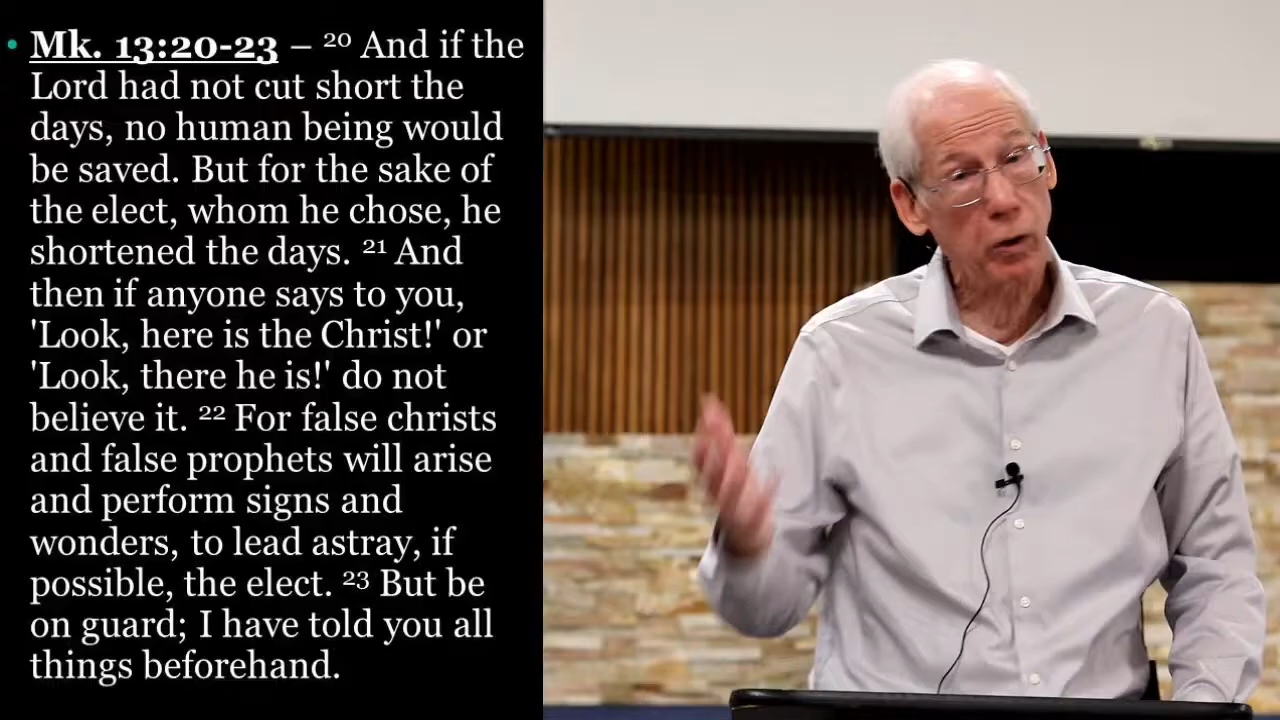 • Mk. 13:20-23 – 20 And if the
Lord had not cut short the
days, no human being would
be saved. But for the sake of
the elect, whom he chose, he
shortened the days. 21 And
then if anyone says to you,
'Look, here is the Christ!' or
'Look, there he is!' do not
believe it. 22 For false christs
and false prophets will arise
and perform signs and
wonders, to lead astray, if
possible, the elect. 23 But be
on guard; I have told you all
things beforehand.